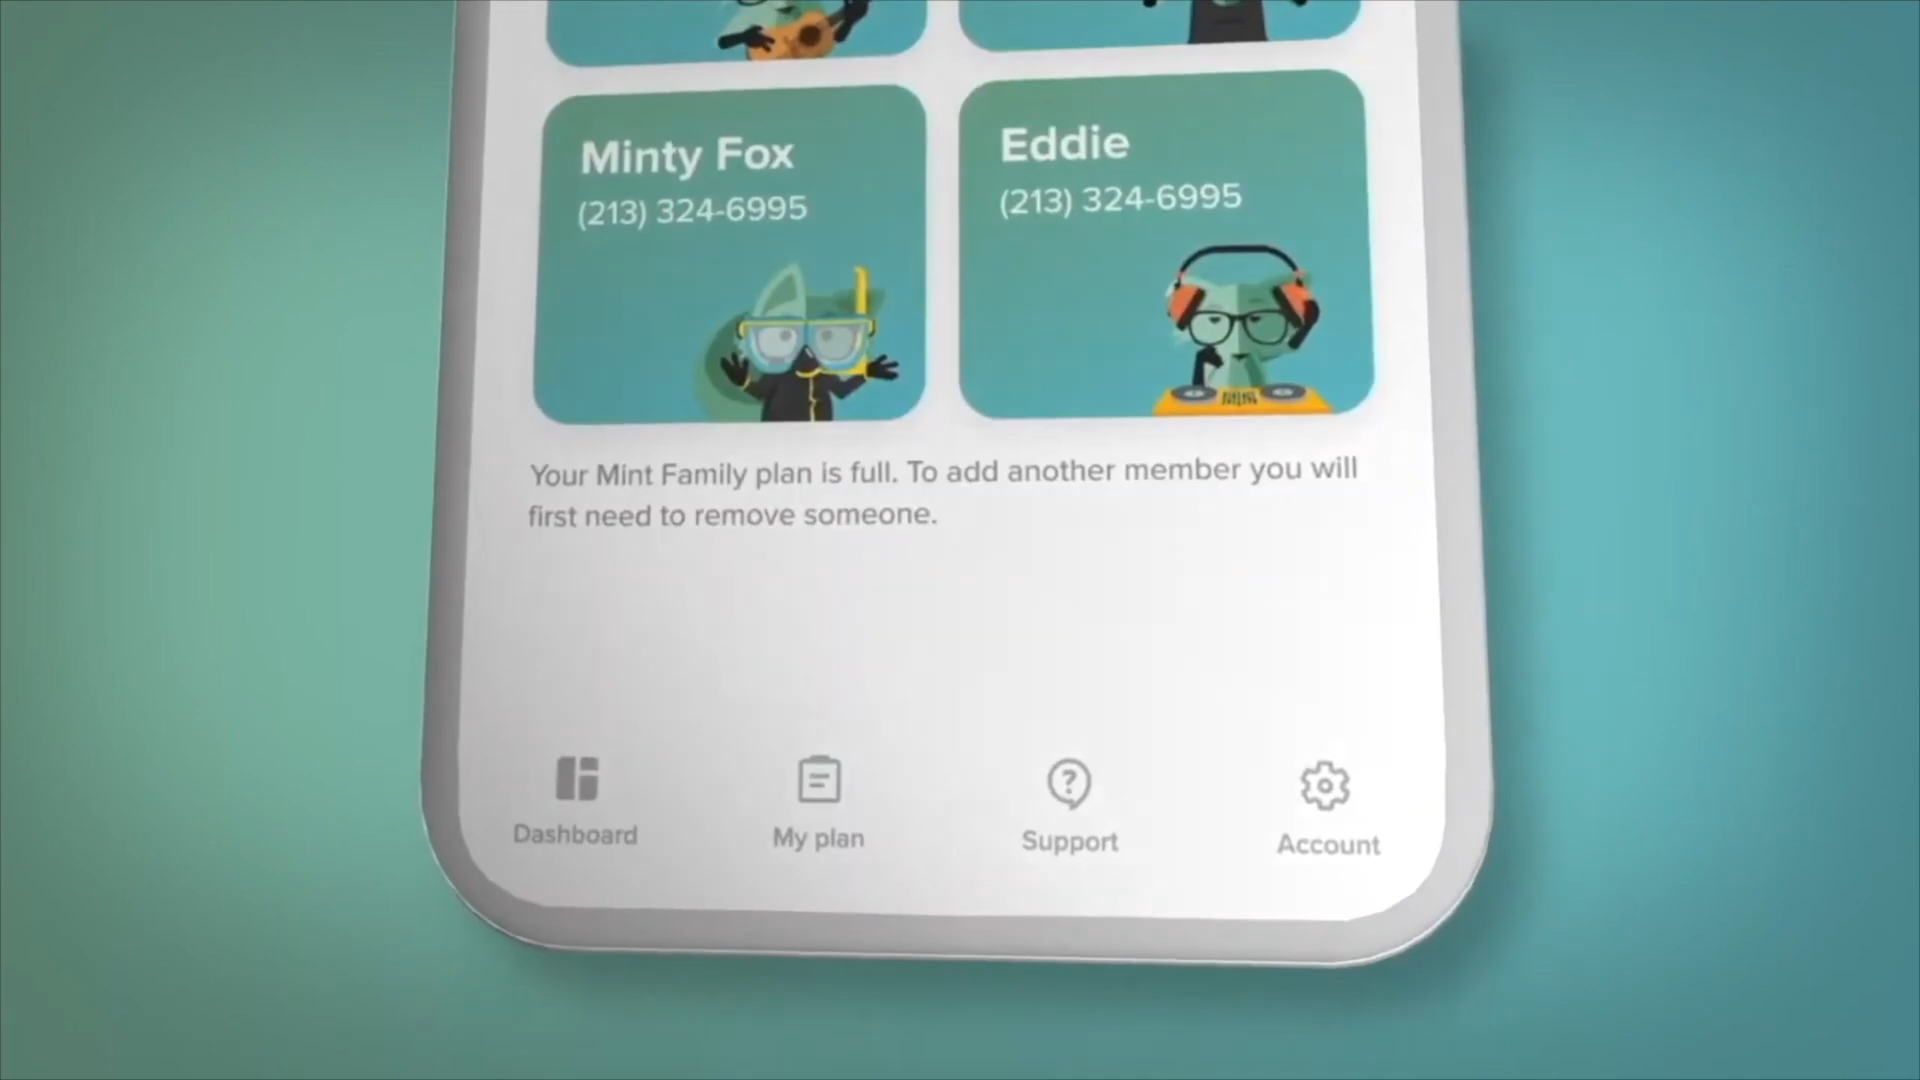 Minty Fox
(213) 324-6995
Eddie
(213) 324-6995
Your Mint Family plan is full. To add another member you will
first need to remove someone.
Dashboard
My plan
Support
Account